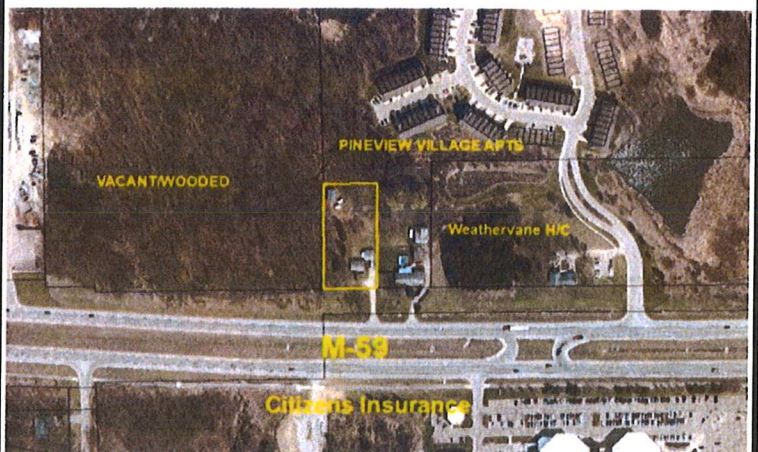 PINEVIEW VILLAGE APTS
VACANT/WOODED
Weathervane H/C
M-59
Citizens Insurance